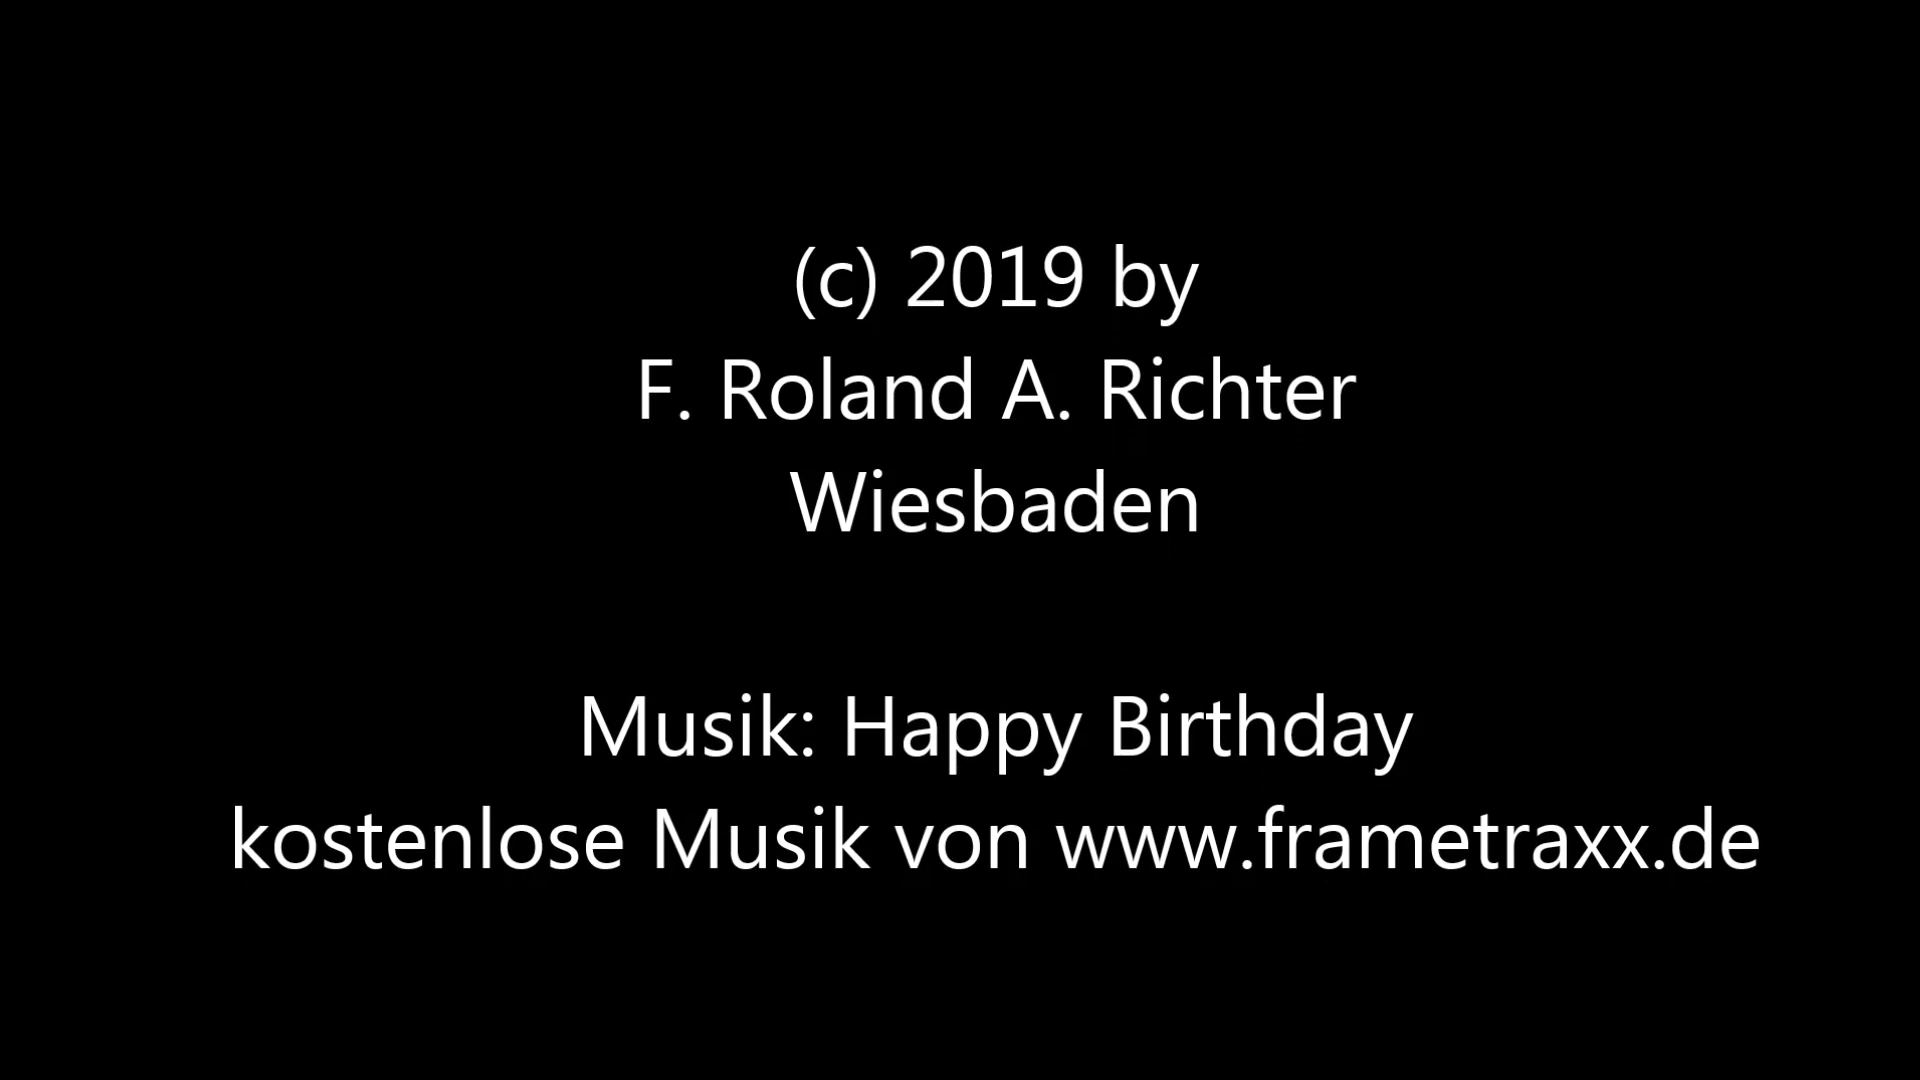 (c) 2019 by
F. Roland A. Richter
Wiesbaden
Musik: Happy Birthday
kostenlose Musik von www.frametraxx.de